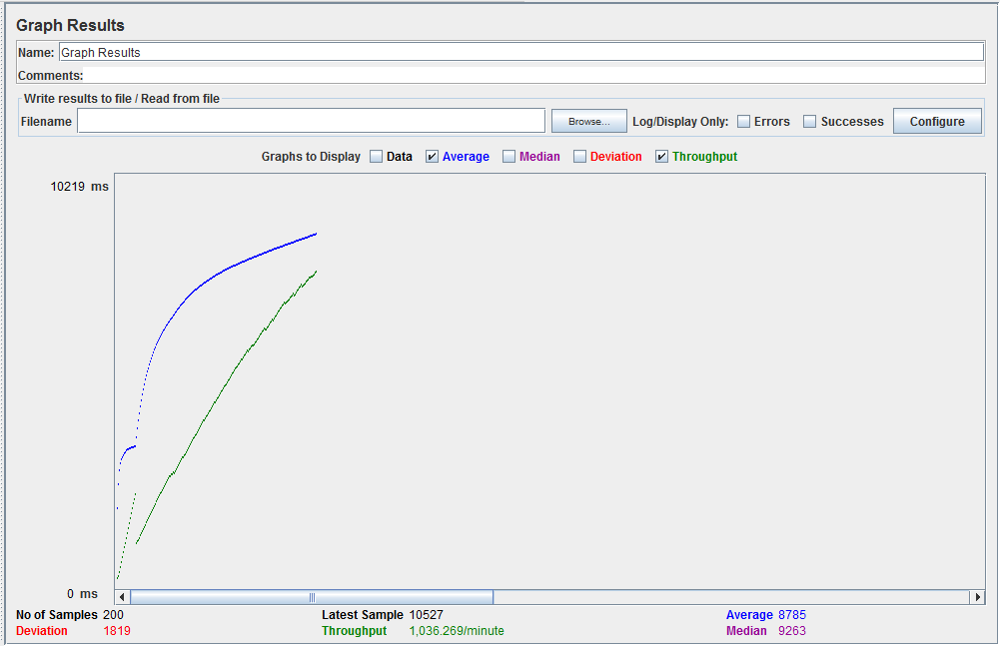 Graph Results
Name: Graph Results
Comments:
Write results to file / Read from file
Filename Browse... Log/Display Only: Errors Successes Configure
Graphs to Display Data Average Median Deviation Throughput
10219 ms
0 ms
No of Samples 200 Latest Sample 10527 Average 8785
Deviation 1819 Throughput 1,036.269/minute Median 9263